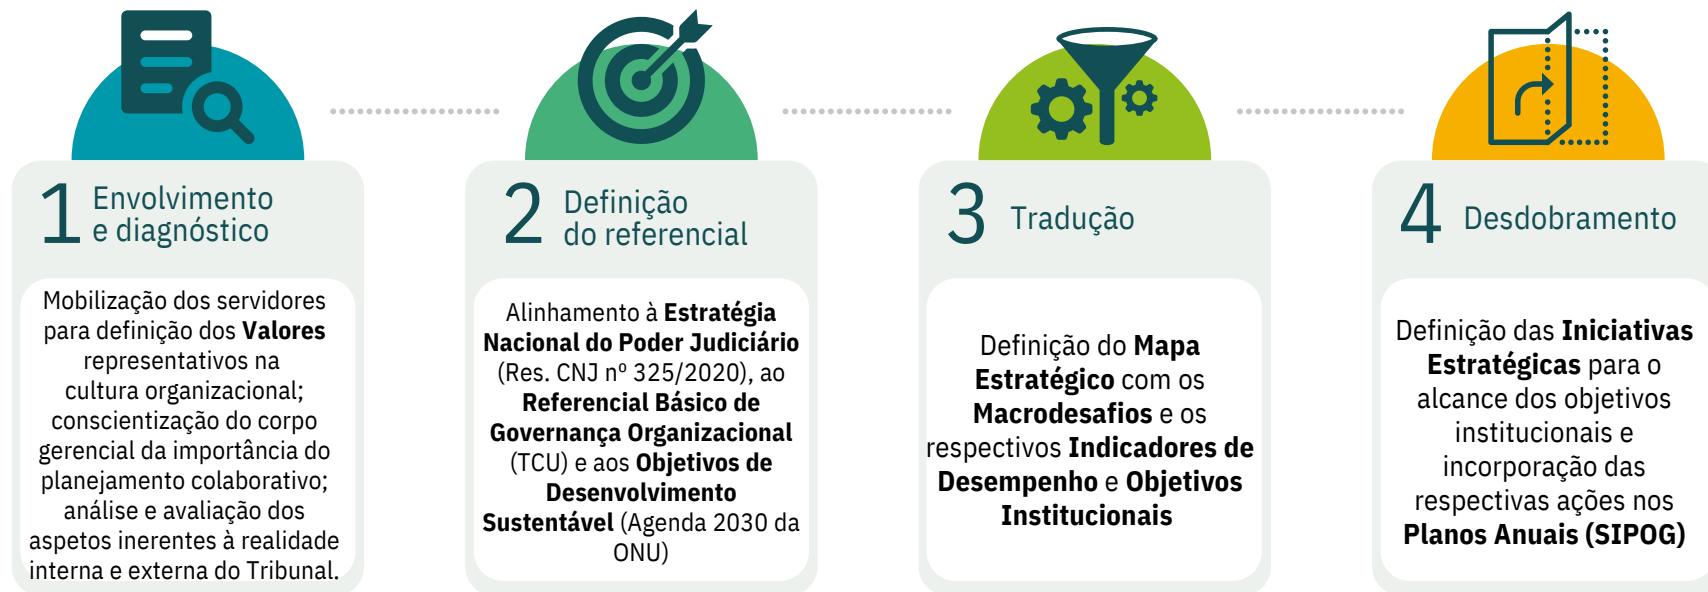 1
Envolvimento
e diagnóstico
Mobilização dos servidores
para definição dos Valores
representativos na
cultura organizacional;
conscientização do corpo
gerencial da importância do
planejamento colaborativo;
análise e avaliação dos
aspetos inerentes à realidade
interna e externa do Tribunal.
2
Definição
do referencial
Alinhamento à Estratégia
Nacional do Poder Judiciário
(Res. CNJ nº 325/2020), ao
Referencial Básico de
Governança Organizacional
(TCU) e aos Objetivos de
Desenvolvimento
Sustentável (Agenda 2030 da
ONU)
3
Tradução
Definição do Mapa
Estratégico com os
Macrodesafios e os
respectivos Indicadores de
Desempenho e Objetivos
Institucionais
4
Desdobramento
Definição das Iniciativas
Estratégicas para o
alcance dos objetivos
institucionais e
incorporação das
respectivas ações nos
Planos Anuais (SIPOG)